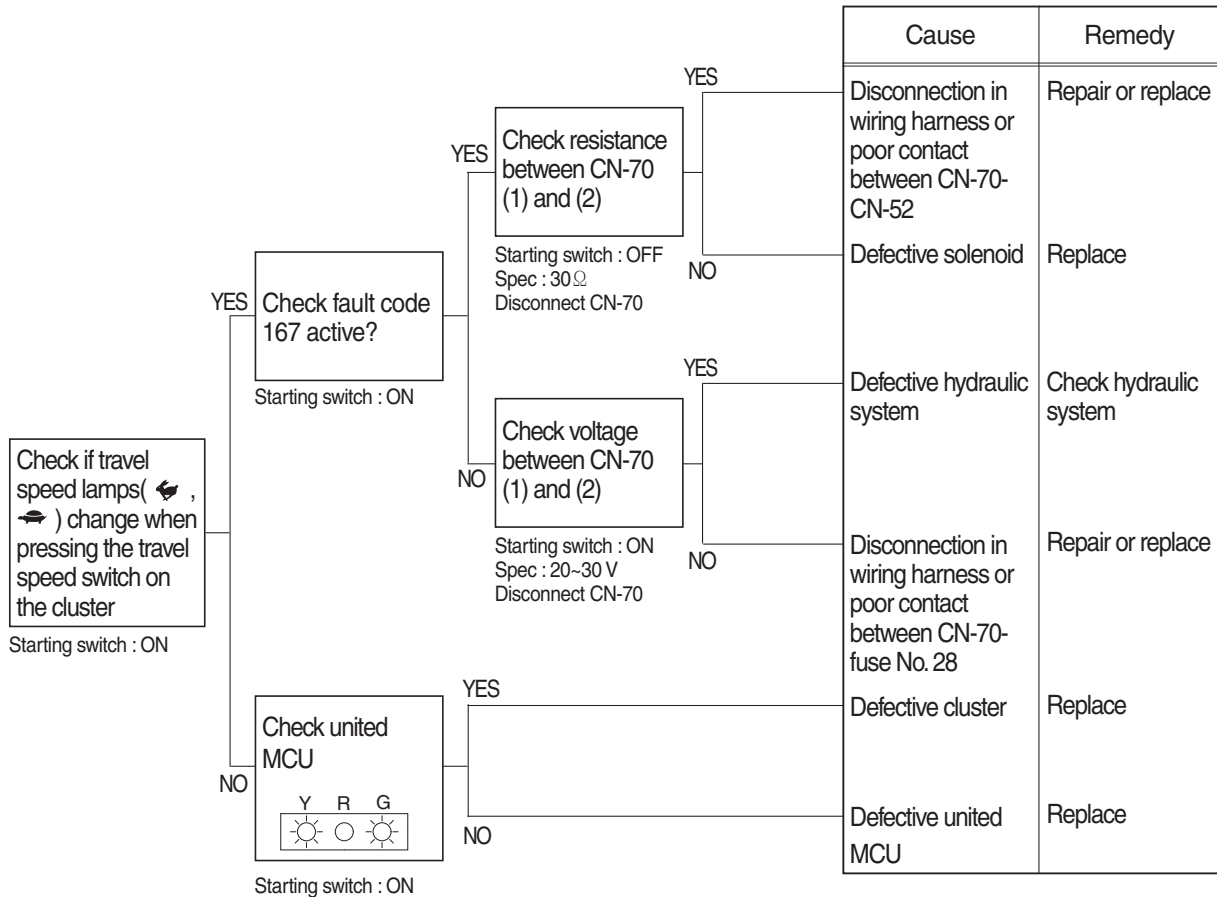 Cause
Remedy
YES
Disconnection in
wiring harness or
poor contact
between CN-70-
CN-52
Repair or replace
YES
Check resistance
between CN-70
(1) and (2)
Starting switch : OFF
Spec : 30Ω
Disconnect CN-70
NO
Defective solenoid
Replace
YES
Check fault code
167 active?
Starting switch : ON
YES
Defective hydraulic
system
Check hydraulic
system
NO
Check voltage
between CN-70
(1) and (2)
Starting switch : ON
Spec : 20~30 V
Disconnect CN-70
NO
Disconnection in
wiring harness or
poor contact
between CN-70-
fuse No. 28
Repair or replace
Check if travel
speed lamps( ,
) change when
pressing the travel
speed switch on
the cluster
Starting switch : ON
NO
Check united
MCU
Y R G
Starting switch : ON
YES
Defective cluster
Replace
NO
Defective united
MCU
Replace